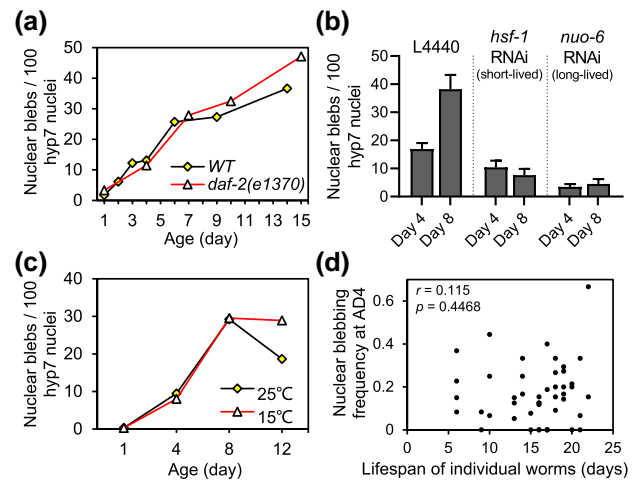 (a)
Nuclear blebs / 100
hyp7 nuclei
50
40
30
20
10
0
WT
daf-2(e1370)
1 3 5 7 9 11 13 15
Age (day)
(b)
Nuclear blebs / 100
hyp7 nuclei
50
40
30
20
10
0
L4440
hsf-1
RNAi
(short-lived)
nuo-6
RNAi
(long-lived)
Day 4
Day 8
Day 4
Day 8
Day 4
Day 8
(c)
Nuclear blebs / 100
hyp7 nuclei
40
30
20
10
0
25℃
15℃
1 4 8 12
Age (day)
(d)
Nuclear blebbing
frequency at AD4
0.6
0.4
0.2
0
r = 0.115
p = 0.4468
0 5 10 15 20 25
Lifespan of individual worms (days)